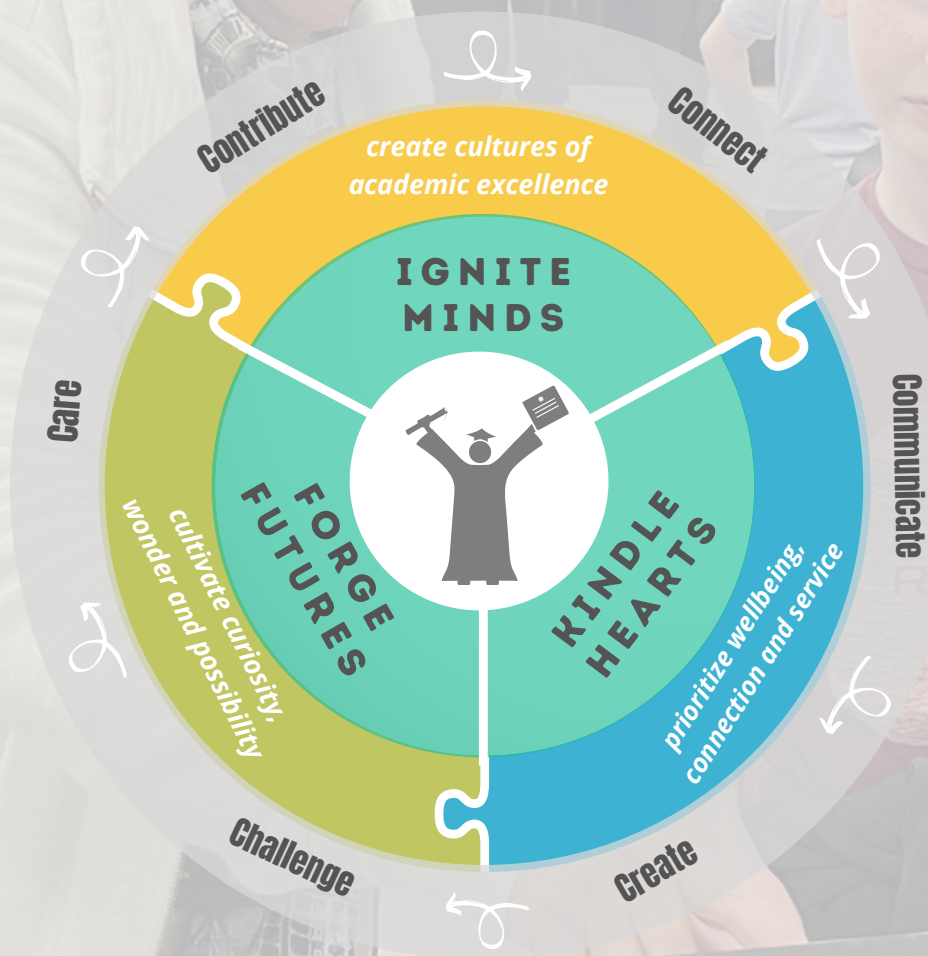 Contribute
Connect
Communicate
Create
Challenge
Care
create cultures of
academic excellence
IGNITE
MINDS
KINDLE
HEARTS
prioritize wellbeing,
connection and service
FORGE
FUTURES
cultivate curiosity,
wonder and possibility